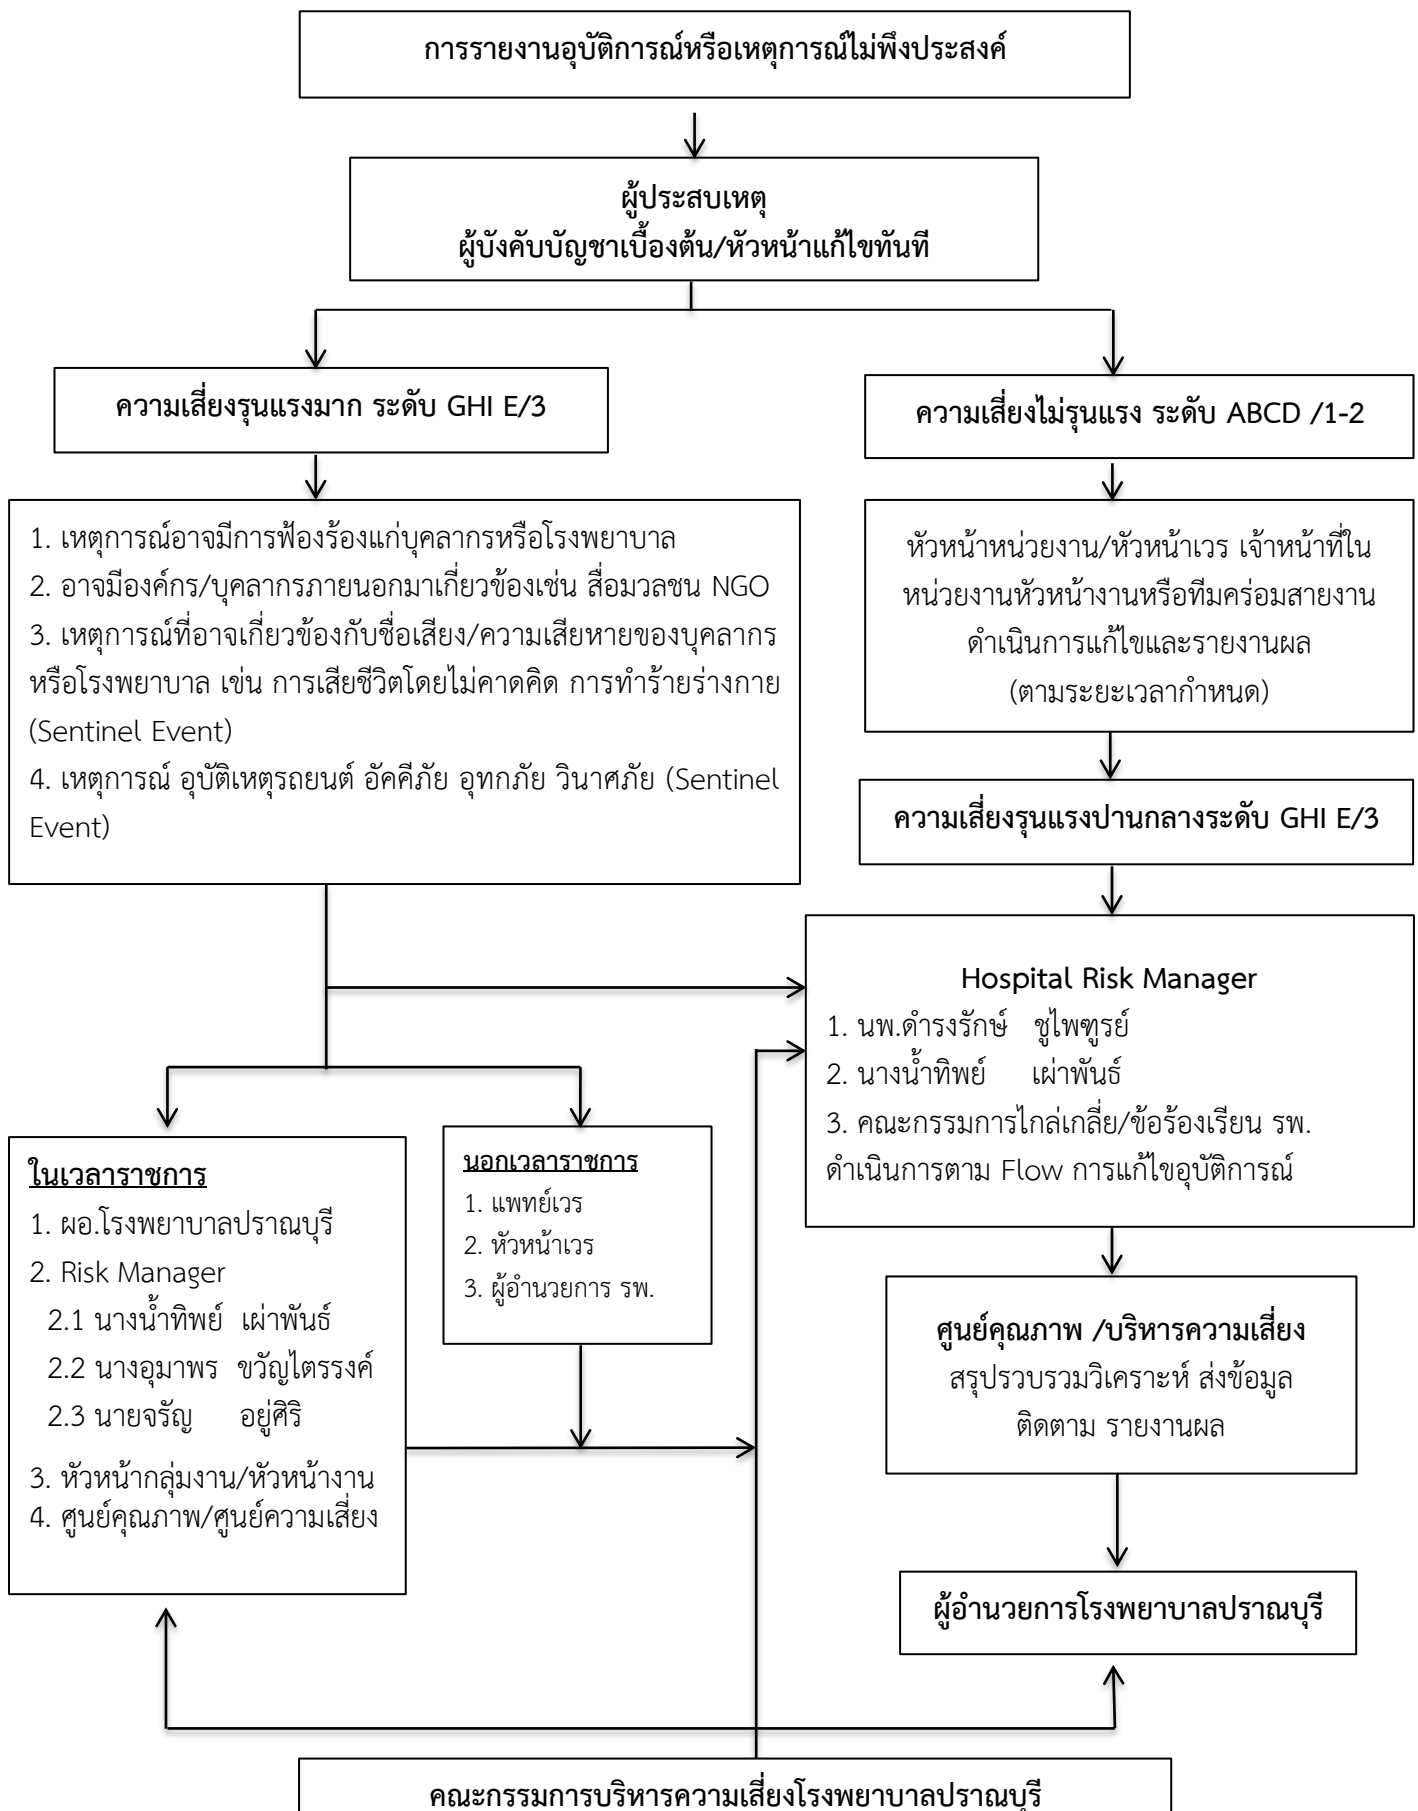 การรายงานอุบัติการณ์หรือเหตุการณ์ไม่พึงประสงค์
ผู้ประสบเหตุ
ผู้บังคับบัญชาเบื้องต้น/หัวหน้าแก้ไขทันที
ความเสี่ยงรุนแรงมาก ระดับ GHI E/3
ความเสี่ยงไม่รุนแรง ระดับ ABCD /1-2
1. เหตุการณ์อาจมีการฟ้องร้องแก่บุคลากรหรือโรงพยาบาล
2. อาจมีองค์กร/บุคลากรภายนอกมาเกี่ยวข้องเช่น สื่อมวลชน NGO
3. เหตุการณ์ที่อาจเกี่ยวข้องกับชื่อเสียง/ความเสียหายของบุคลากร
หรือโรงพยาบาล เช่น การเสียชีวิตโดยไม่คาดคิด การทำร้ายร่างกาย
(Sentinel Event)
4. เหตุการณ์ อุบัติเหตุรถยนต์ อัคคีภัย อุทกภัย วินาศภัย (Sentinel
Event)
หัวหน้าหน่วยงาน/หัวหน้าเวร เจ้าหน้าที่ใน
หน่วยงานหัวหน้างานหรือทีมคร่อมสายงาน
ดำเนินการแก้ไขและรายงานผล
(ตามระยะเวลากำหนด)
ความเสี่ยงรุนแรงปานกลางระดับ GHI E/3
Hospital Risk Manager
1. นพ.ดำรงรักษ์ ชูไพฑูรย์
2. นางน้ำทิพย์ เผ่าพันธ์
3. คณะกรรมการไกล่เกลี่ย/ข้อร้องเรียน รพ.
ดำเนินการตาม Flow การแก้ไขอุบัติการณ์
ในเวลาราชการ
1. ผอ.โรงพยาบาลปราณบุรี
2. Risk Manager
2.1 นางน้ำทิพย์ เผ่าพันธ์
2.2 นางอุมาพร ขวัญไตรรงค์
2.3 นายจรัญ อยู่ศิริ
3. หัวหน้ากลุ่มงาน/หัวหน้างาน
4. ศูนย์คุณภาพ/ศูนย์ความเสี่ยง
นอกเวลาราชการ
1. แพทย์เวร
2. หัวหน้าเวร
3. ผู้อำนวยการ รพ.
ศูนย์คุณภาพ /บริหารความเสี่ยง
สรุปรวบรวมวิเคราะห์ ส่งข้อมูล
ติดตาม รายงานผล
ผู้อำนวยการโรงพยาบาลปราณบุรี
คณะกรรมการบริหารความเสี่ยงโรงพยาบาลปราณบุรี